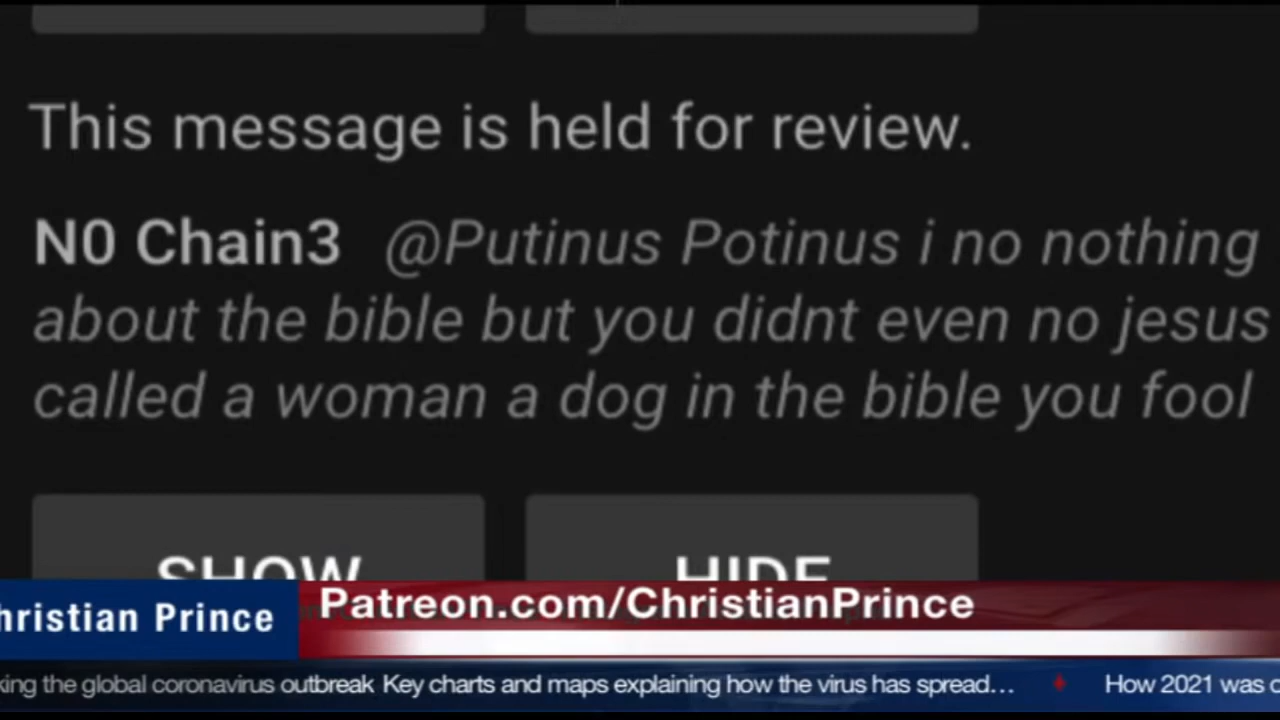 This message is held for review.
N0 Chain3 @Putinus Potinus i no nothing
about the bible but you didnt even no jesus
called a woman a dog in the bible you fool
SHOW HIDE
hristian Prince
Patreon.com/ChristianPrince
king the global coronavirus outbreak Key charts and maps explaining how the virus has spread… How 2021 was